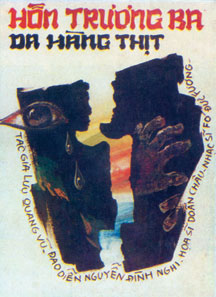 HỒN TRƯƠNG BA
DA HÀNG THỊT
TÁC GIẢ LƯU QUANG VŨ-ĐẠO DIỄN NGUYỄN ĐÌNH NGHI-HỌA SĨ DOÃN CHÂU-NHẠC SĨ